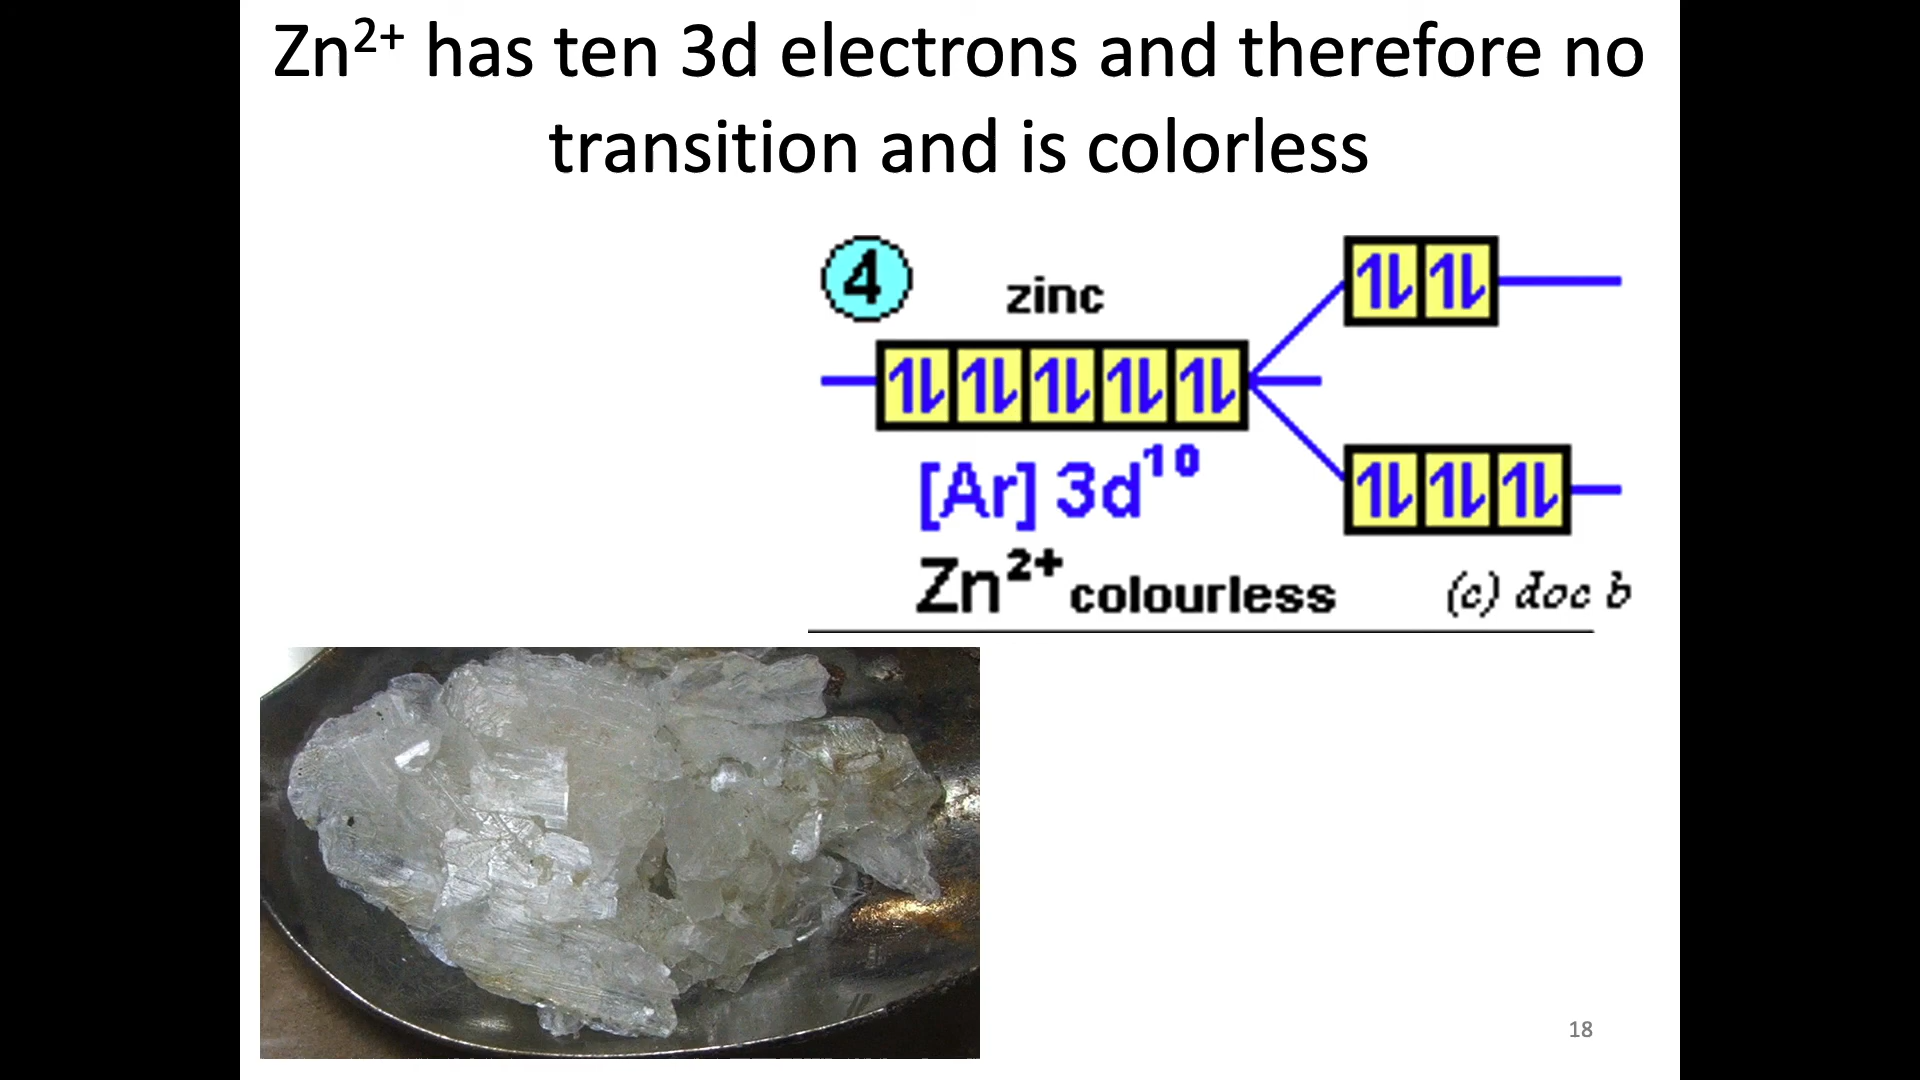 Zn²⁺ has ten 3d electrons and therefore no
transition and is colorless
4
zinc
[Ar] 3d¹⁰
Zn²⁺ colourless
(c) doc b
18